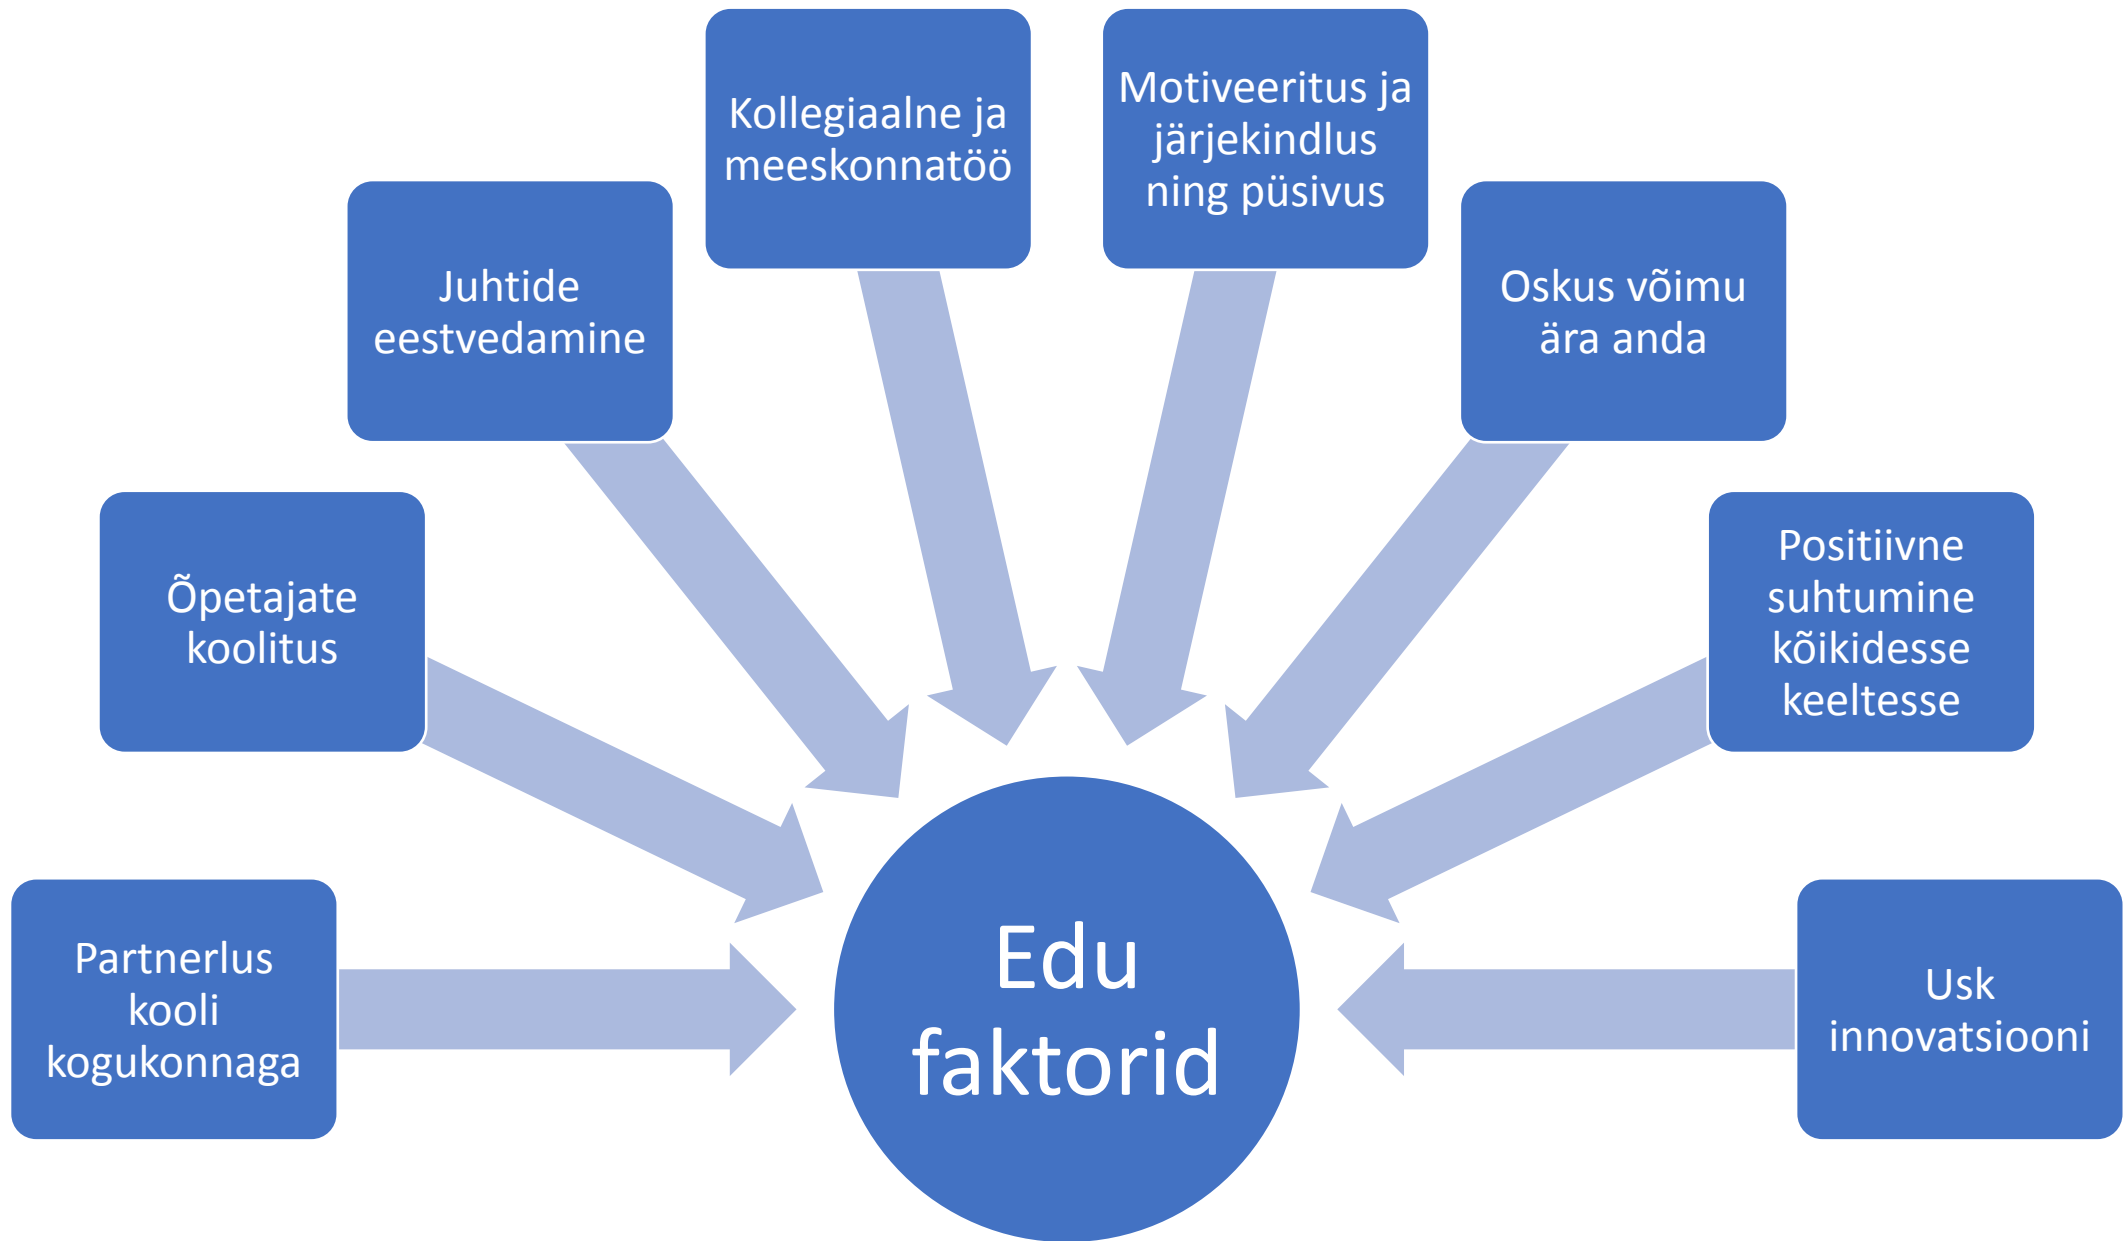 Partnerlus
kooli
kogukonnaga
Õpetajate
koolitus
Juhtide
eestvedamine
Kollegiaalne ja
meeskonnatöö
Motiveeritus ja
järjekindlus
ning püsivus
Oskus võimu
ära anda
Positiivne
suhtumine
kõikidesse
keeltesse
Usk
innovatsiooni
Edu
faktorid